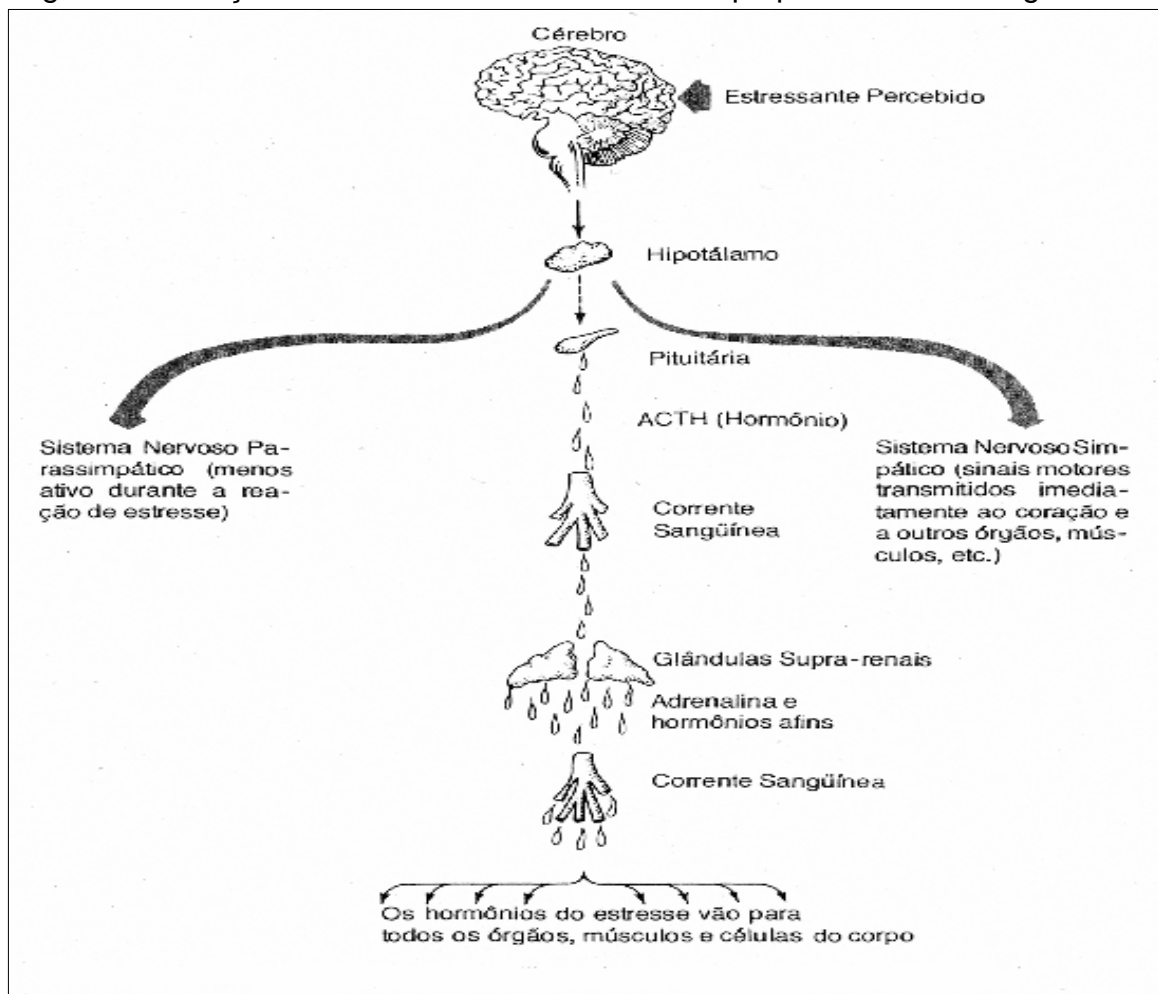 Cérebro
Estressante Percebido
Hipotálamo
Pituitária
ACTH (Hormônio)
Sistema Nervoso Pa-
rassimpático (menos
ativo durante a rea-
ção de estresse)
Sistema Nervoso Sim-
pático (sinais motores
transmitidos imedia-
tamente ao coração e
a outros órgãos, mús-
culos, etc.)
Corrente
Sangüínea
Glândulas Supra-renais
Adrenalina e
hormônios afins
Corrente Sangüínea
Os hormônios do estresse vão para
todos os órgãos, músculos e células do corpo